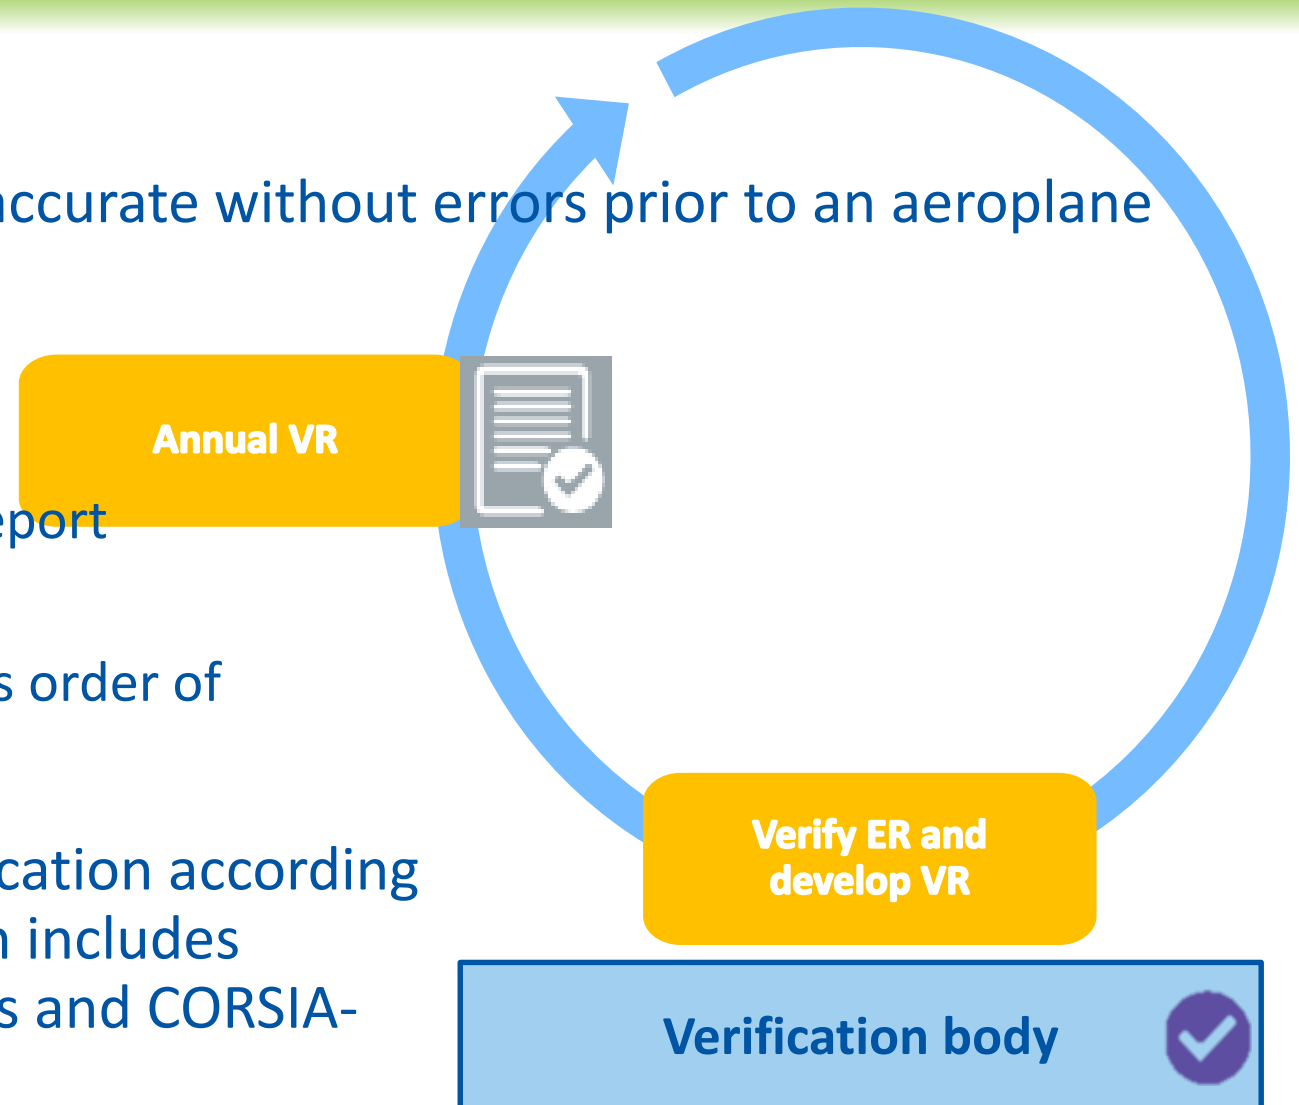 accurate without errors prior to an aeroplane
Annual VR
eport
s order of
Verify ER and
develop VR
cation according
n includes
s and CORSIA-
Verification body